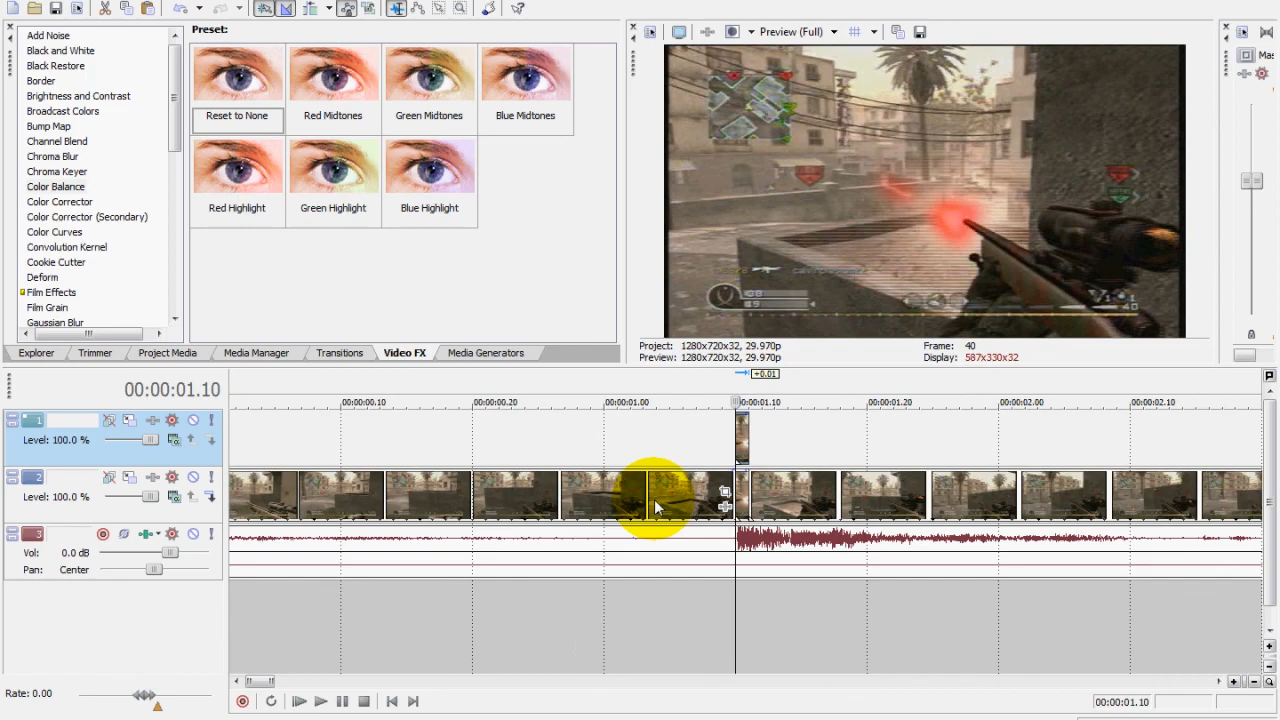 Preset:
Add Noise
Black and White
Black Restore
Border
Brightness and Contrast
Broadcast Colors
Bump Map
Channel Blend
Chroma Blur
Chroma Keyer
Color Balance
Color Corrector
Color Corrector (Secondary)
Color Curves
Convolution Kernel
Cookie Cutter
Deform
Film Effects
Film Grain
Gaussian Blur
Reset to None
Red Midtones
Green Midtones
Blue Midtones
Red Highlight
Green Highlight
Blue Highlight
Explorer
Trimmer
Project Media
Media Manager
Transitions
Video FX
Media Generators
Preview (Full)
Project: 1280x720x32, 29.970p
Preview: 1280x720x32, 29.970p
Frame: 40
Display: 587x330x32
Mas
00:00:01.10
+0.01
00:00:00.10
00:00:00.20
00:00:01.00
00:00:01.10
00:00:01.20
00:00:02.00
00:00:02.10
1
Level: 100.0 %
2
Level: 100.0 %
3
Vol: 0.0 dB
Pan: Center
Rate: 0.00
00:00:01.10